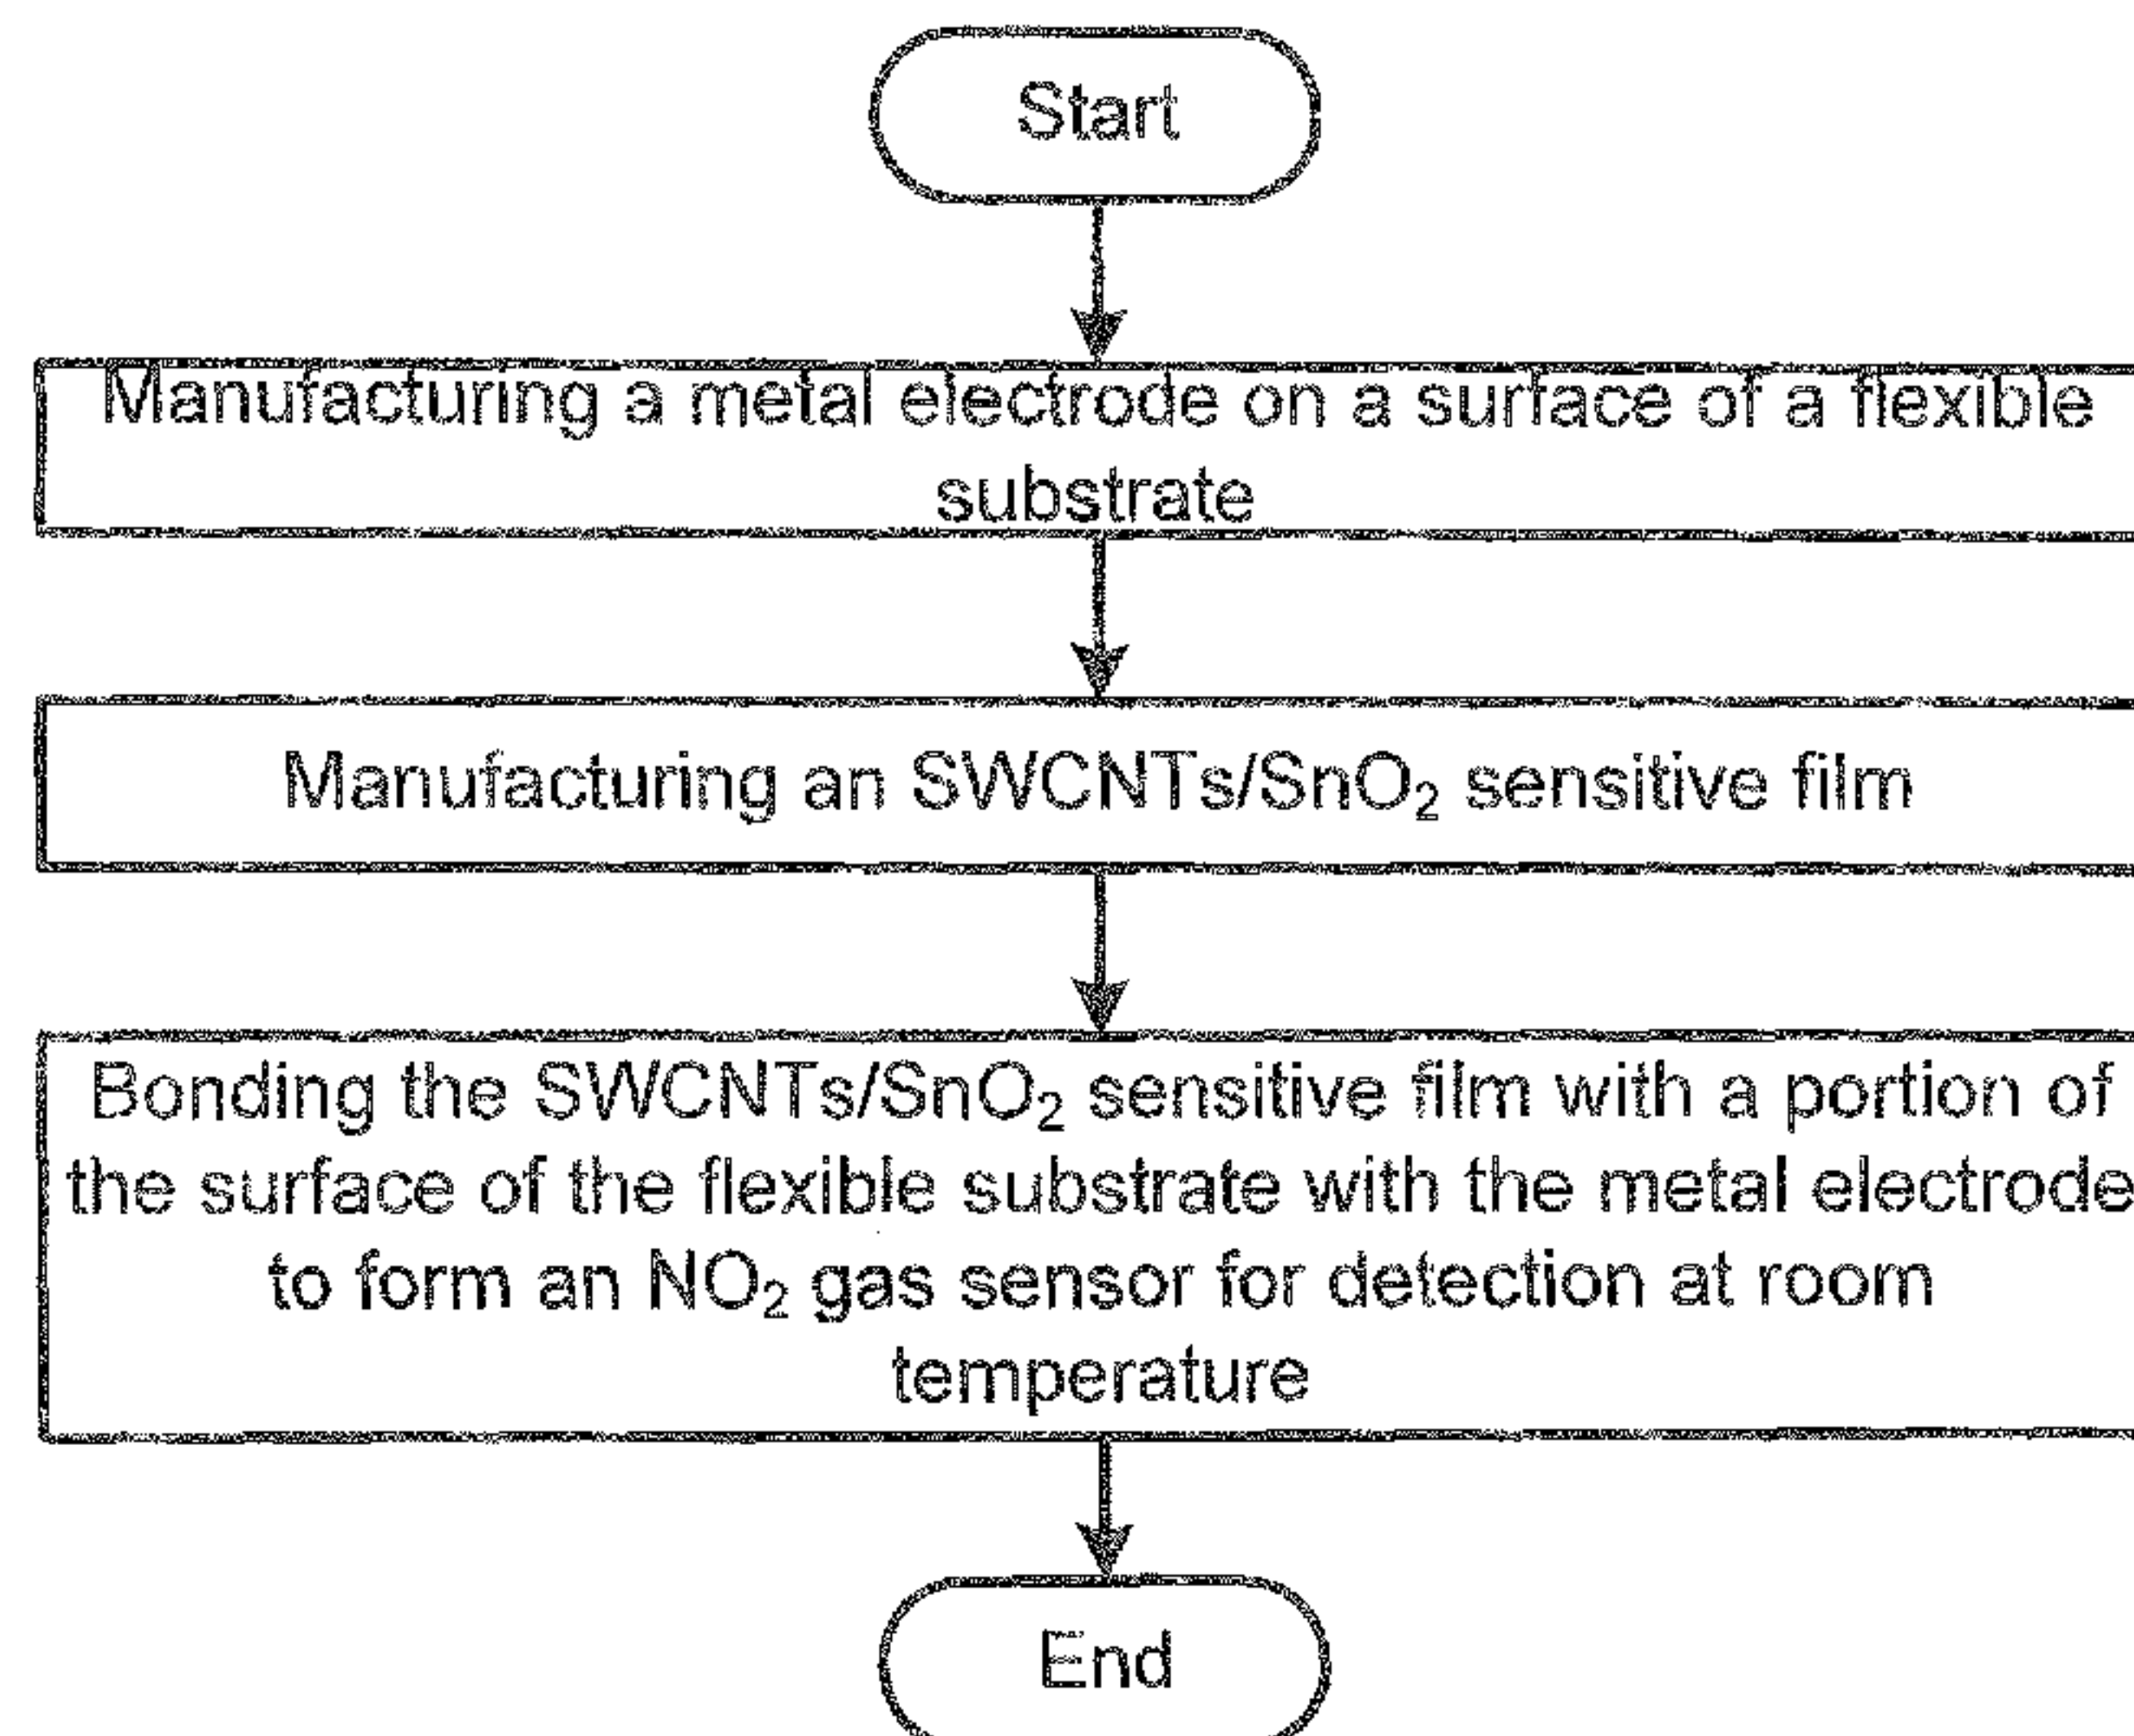 Start
Manufacturing a metal electrode on a surface of a flexible
substrate
Manufacturing an SWCNTs/SnO₂ sensitive film
Bonding the SWCNTs/SnO₂ sensitive film with a portion of
the surface of the flexible substrate with the metal electrode
to form an NO₂ gas sensor for detection at room
temperature
End